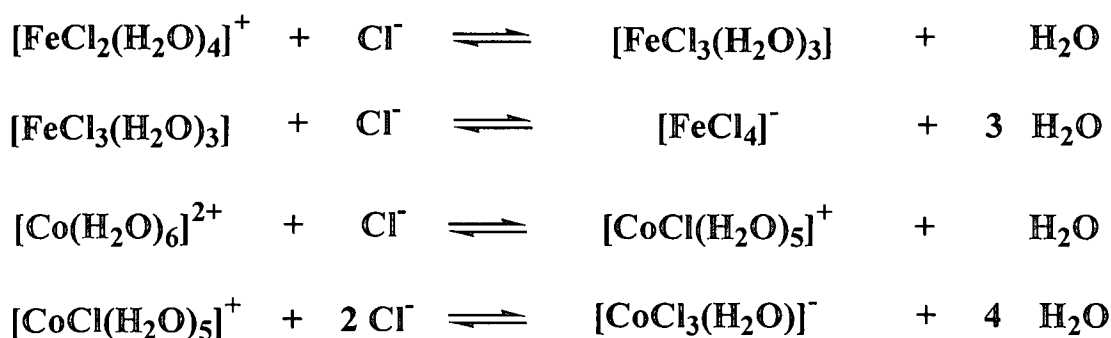 [FeCl₂(H₂O)₄]⁺ + Cl⁻ ⇌ [FeCl₃(H₂O)₃] + H₂O
[FeCl₃(H₂O)₃] + Cl⁻ ⇌ [FeCl₄]⁻ + 3 H₂O
[Co(H₂O)₆]²⁺ + Cl⁻ ⇌ [CoCl(H₂O)₅]⁺ + H₂O
[CoCl(H₂O)₅]⁺ + 2 Cl⁻ ⇌ [CoCl₃(H₂O)]⁻ + 4 H₂O